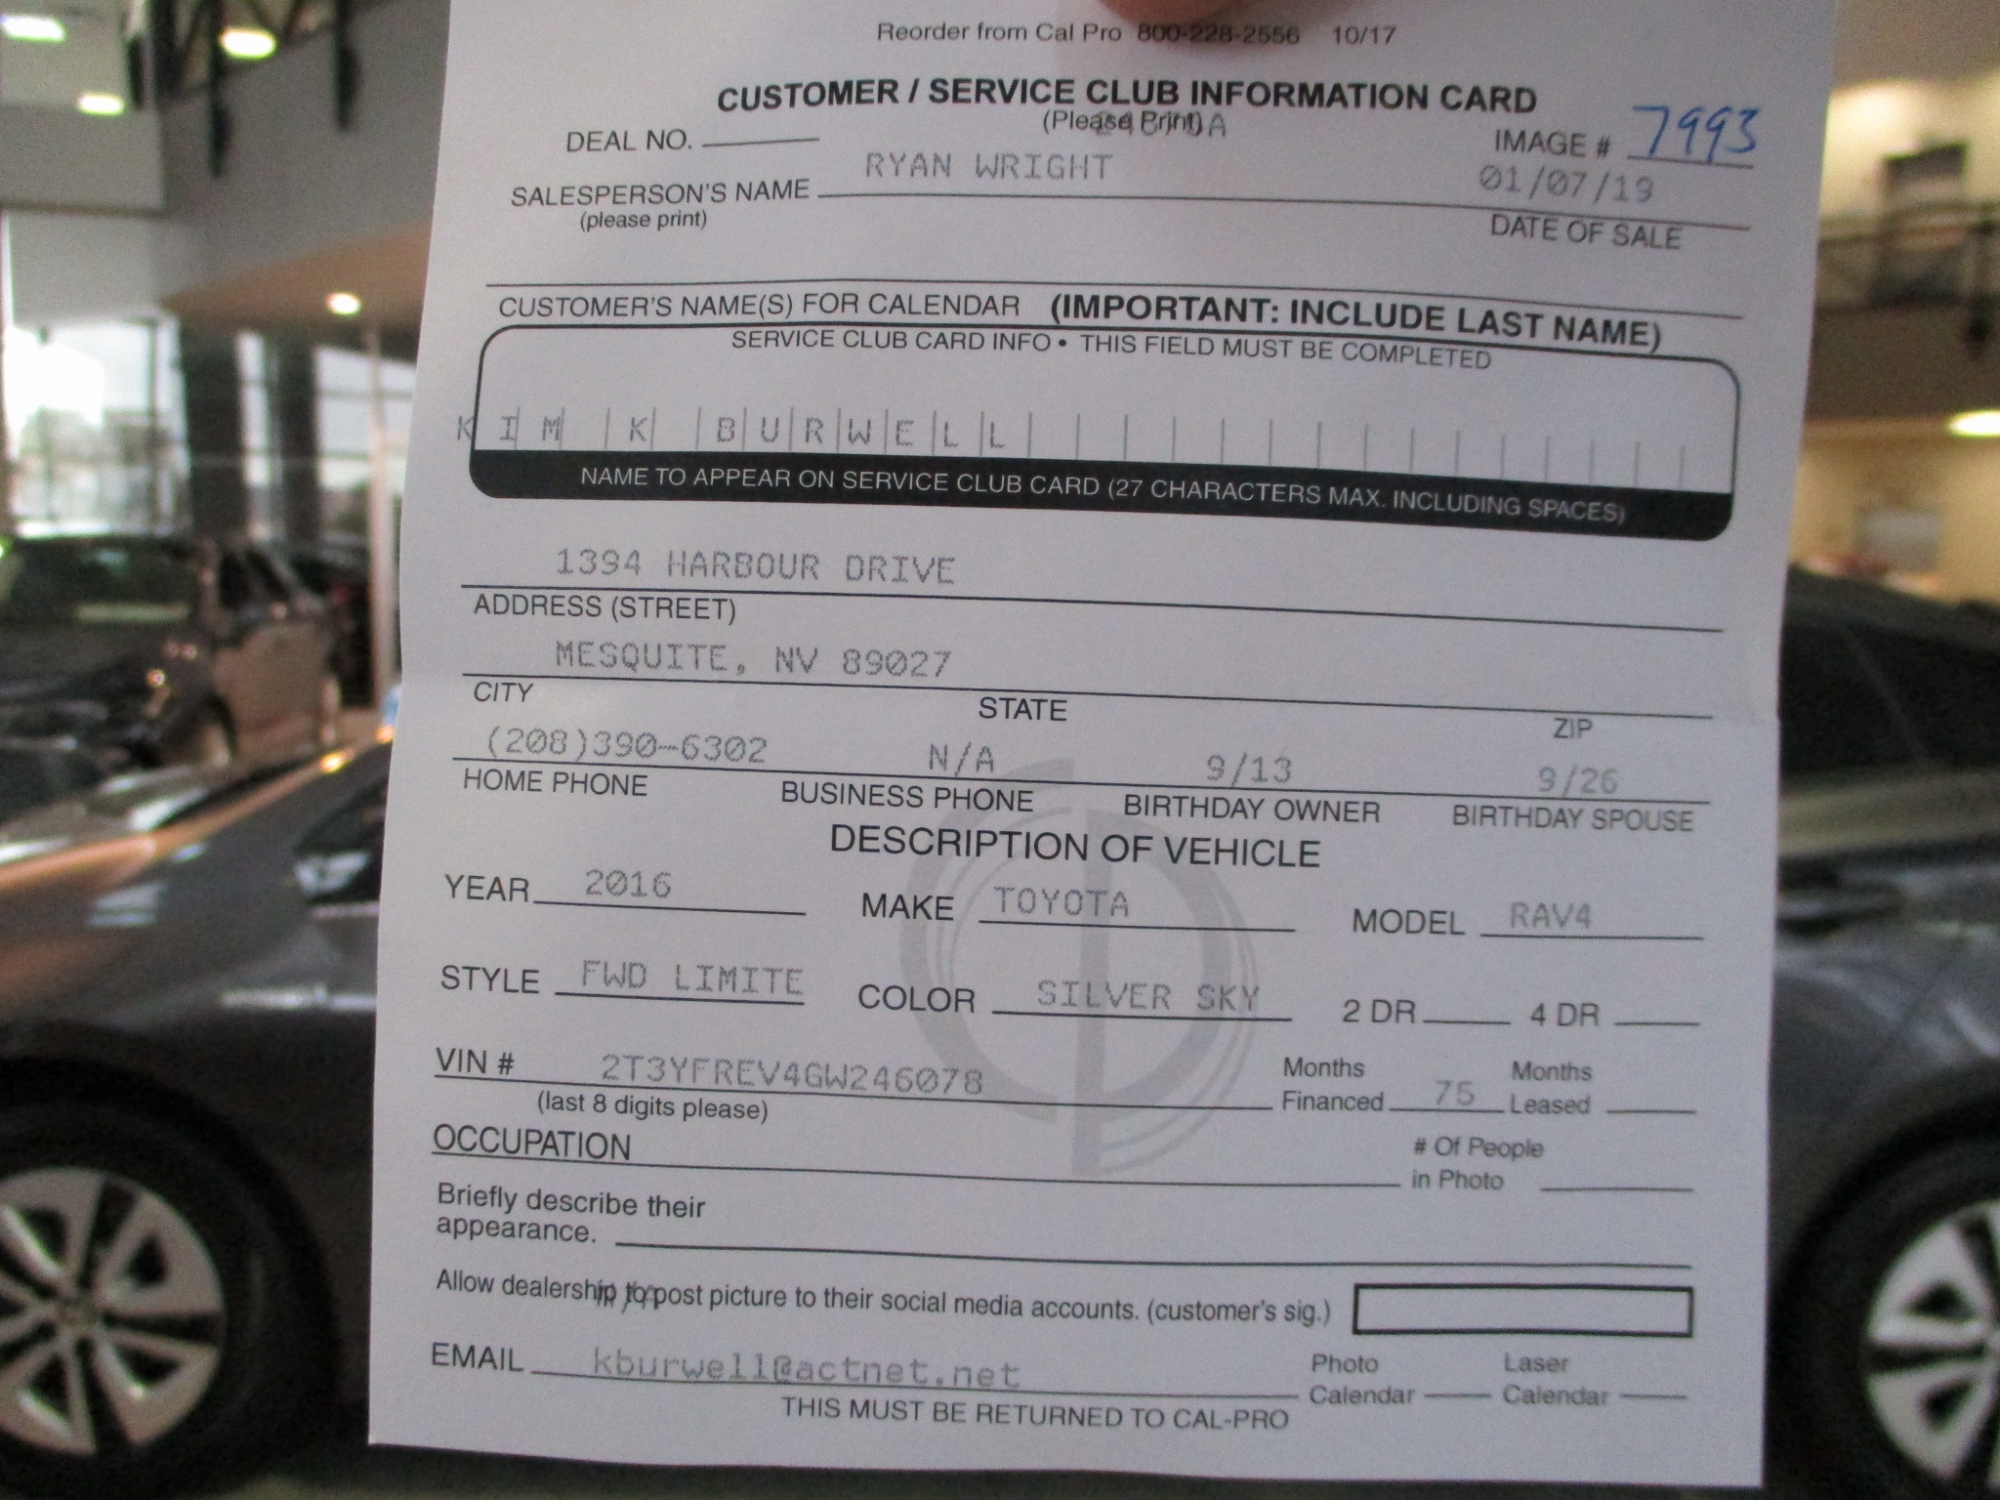 Reorder from Cal Pro 800-228-2556 10/17
CUSTOMER / SERVICE CLUB INFORMATION CARD
(Please Print)
DEAL NO.
IMAGE # 7993
RYAN WRIGHT 01/07/19
SALESPERSON'S NAME
(please print)
DATE OF SALE
CUSTOMER'S NAME(S) FOR CALENDAR (IMPORTANT: INCLUDE LAST NAME)
SERVICE CLUB CARD INFO • THIS FIELD MUST BE COMPLETED
KIM K BURWELL
NAME TO APPEAR ON SERVICE CLUB CARD (27 CHARACTERS MAX. INCLUDING SPACES)
1394 HARBOUR DRIVE
ADDRESS (STREET)
MESQUITE, NV 89027
CITY STATE ZIP
(208)390-6302 N/A 9/13 9/26
HOME PHONE BUSINESS PHONE BIRTHDAY OWNER BIRTHDAY SPOUSE
DESCRIPTION OF VEHICLE
YEAR 2016 MAKE TOYOTA MODEL RAV4
STYLE FWD LIMITE COLOR SILVER SKY 2 DR 4 DR
VIN # 2T3YFREV4GW246078 Months Financed 75 Months Leased
(last 8 digits please)
OCCUPATION # Of People in Photo
Briefly describe their
appearance.
Allow dealership to post picture to their social media accounts. (customer's sig.)
EMAIL kburwell@actnet.net Photo Calendar Laser Calendar
THIS MUST BE RETURNED TO CAL-PRO